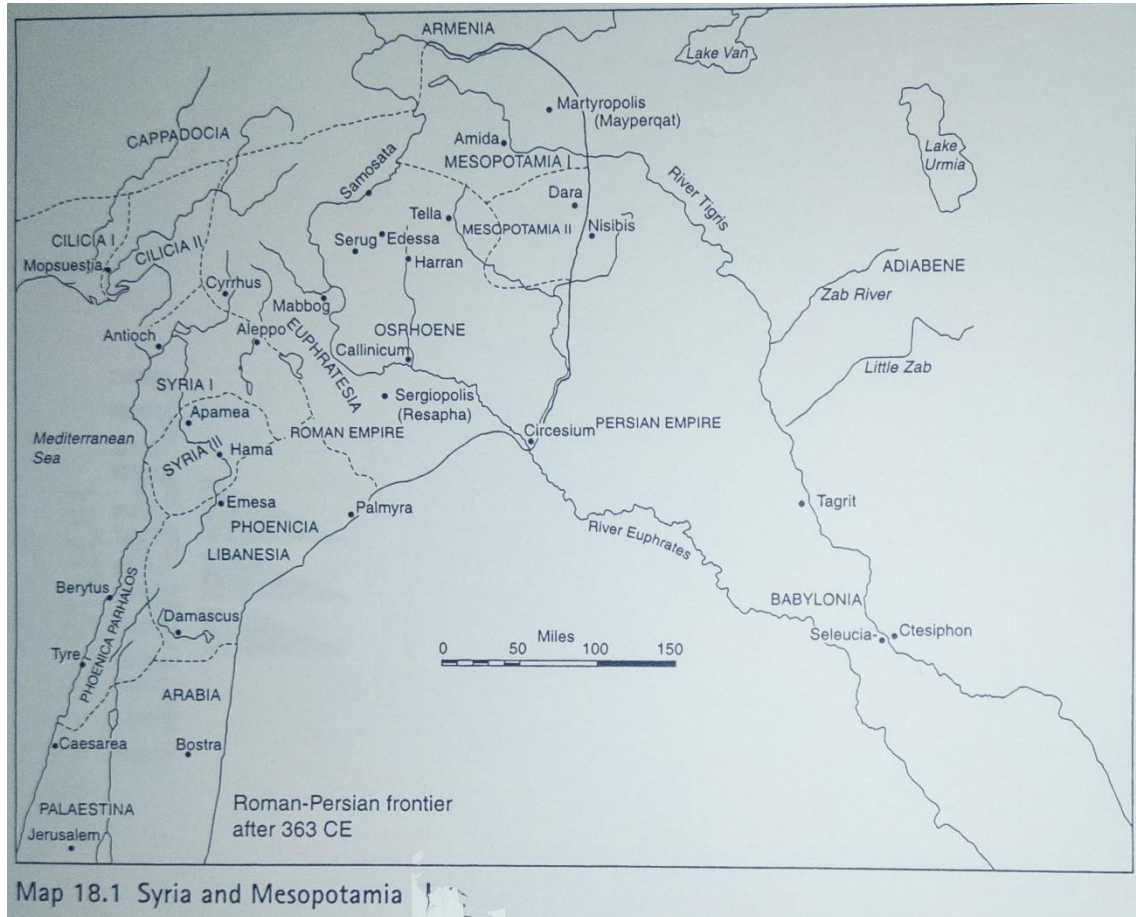 ARMENIA
Lake Van
Martyropolis
(Mayperqat)
CAPPADOCIA
Amida
Lake
Urmia
MESOPOTAMIA I
Samosata
River Tigris
Dara
Tella
MESOPOTAMIA II
Nisibis
CILICIA I
CILICIA II
Serug
Edessa
Harran
Mopsuestia
ADIABENE
Cyrrhus
Zab River
Mabbog
Antioch
Aleppo
EUPHRATESIA
OSRHOENE
Callinicum
Little Zab
SYRIA I
Sergiopolis
(Resapha)
Apamea
Mediterranean
Sea
ROMAN EMPIRE
Circesium
PERSIAN EMPIRE
SYRIA III
Hama
Emesa
Palmyra
Tagrit
PHOENICIA
LIBANESIA
River Euphrates
Berytus
PHOENICA PARHALOS
Damascus
BABYLONIA
Seleucia-
Ctesiphon
Miles
0 50 100 150
Tyre
ARABIA
Caesarea
Bostra
PALAESTINA
Jerusalem
Roman-Persian frontier
after 363 CE
Map 18.1 Syria and Mesopotamia